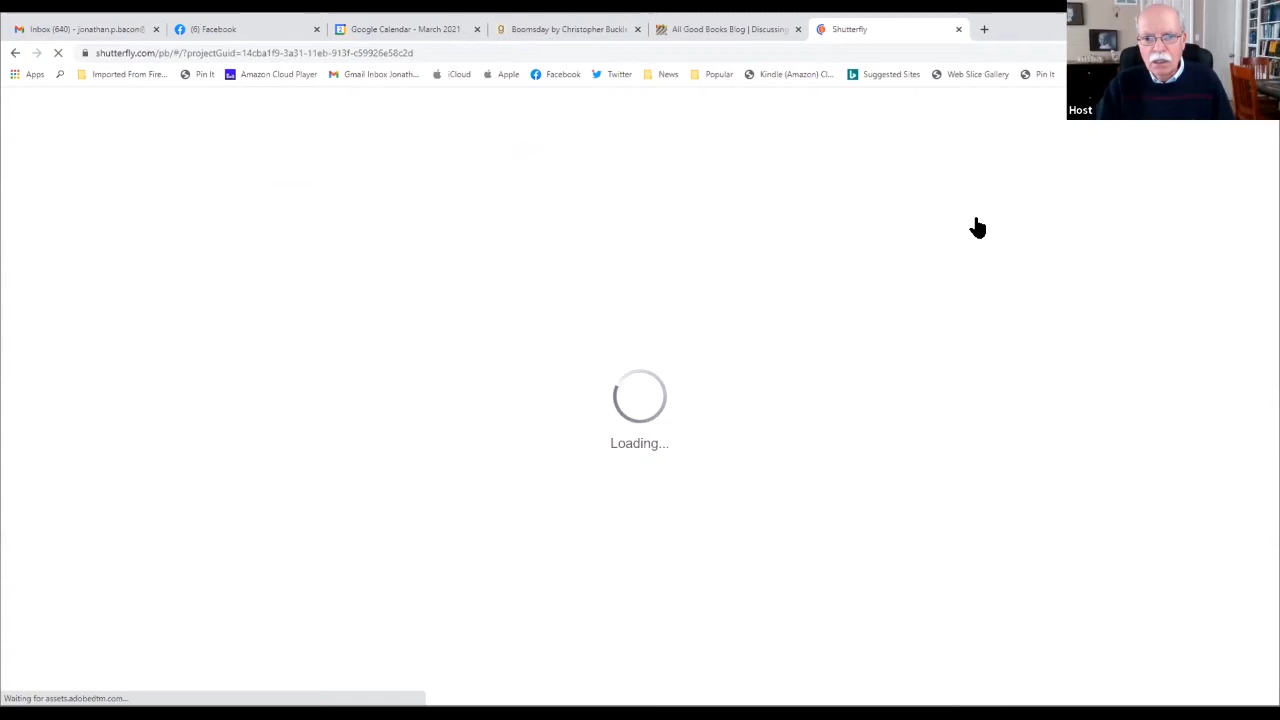 Inbox (640) - jonathan.p.bacon@
(6) Facebook
Google Calendar - March 2021
Boomsday by Christopher Buckl
All Good Books Blog | Discussing
Shutterfly
shutterfly.com/pb/#/?projectGuid=14cba1f9-3a31-11eb-913f-c59926e58c2d
Apps
Imported From Fire...
Pin It
Amazon Cloud Player
Gmail Inbox Jonath...
iCloud
Apple
Facebook
Twitter
News
Popular
Kindle (Amazon) Cl...
Suggested Sites
Web Slice Gallery
Pin It
Host
Loading...
Waiting for assets.adobedtm.com...